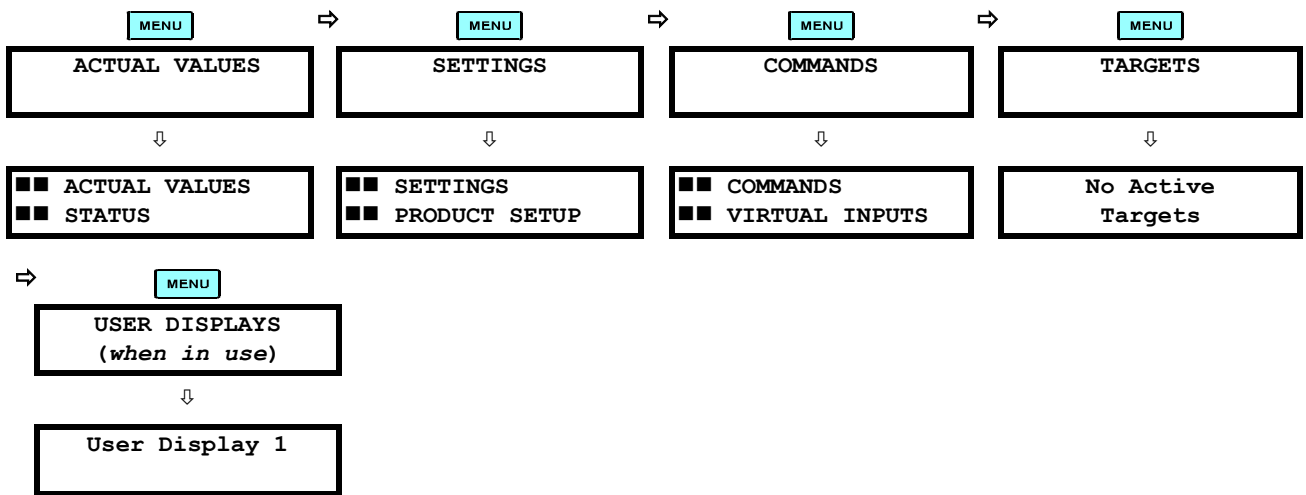 MENU MENU MENU MENU
ACTUAL VALUES SETTINGS COMMANDS TARGETS
ACTUAL VALUES SETTINGS COMMANDS No Active
STATUS PRODUCT SETUP VIRTUAL INPUTS Targets
MENU
USER DISPLAYS
(when in use)
User Display 1